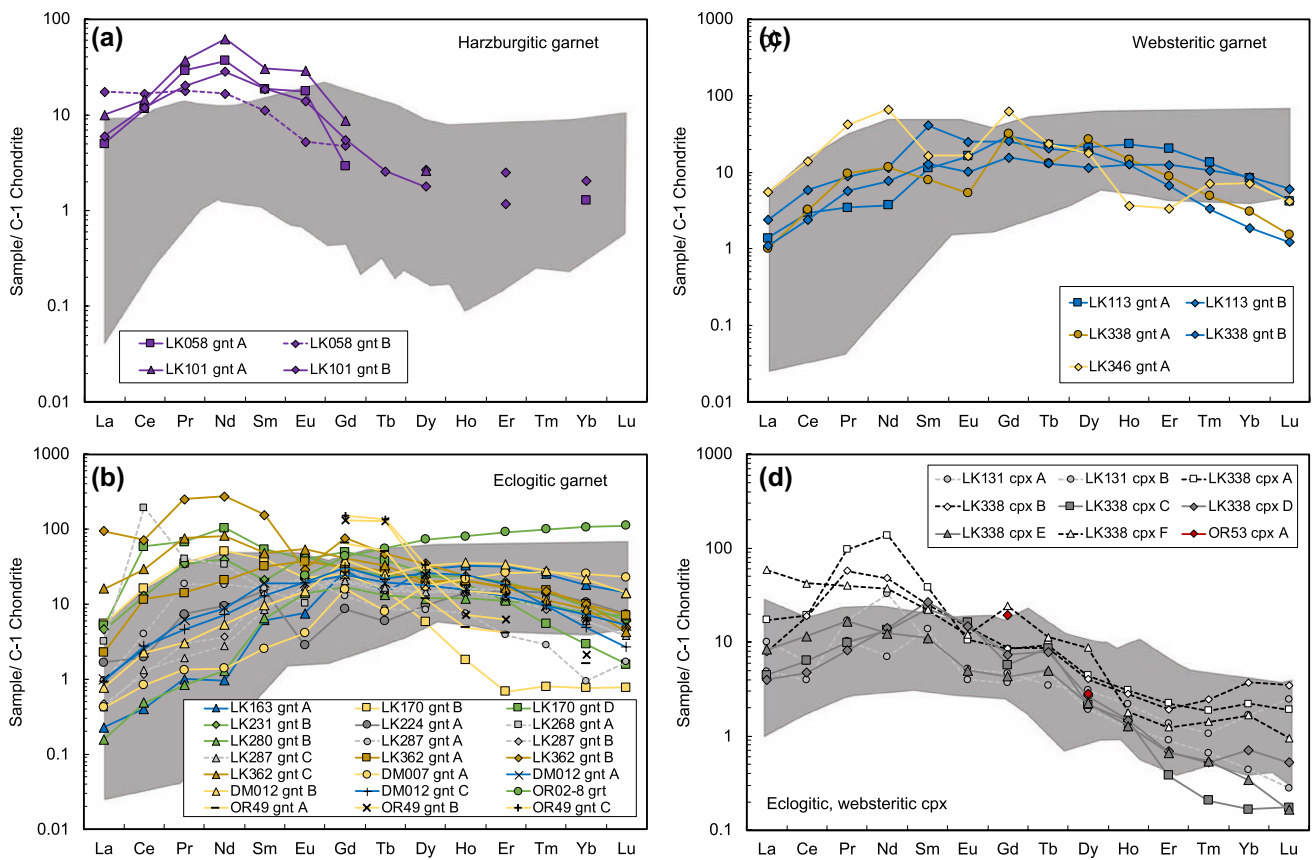 (a)
Harzburgitic garnet
Sample/ C-1 Chondrite
100
10
1
0.1
0.01
LK058 gnt A
LK058 gnt B
LK101 gnt A
LK101 gnt B
La Ce Pr Nd Sm Eu Gd Tb Dy Ho Er Tm Yb Lu
(c)
Websteritic garnet
Sample/ C-1 Chondrite
1000
100
10
1
0.1
0.01
LK113 gnt A
LK113 gnt B
LK338 gnt A
LK338 gnt B
LK346 gnt A
La Ce Pr Nd Sm Eu Gd Tb Dy Ho Er Tm Yb Lu
(b)
Eclogitic garnet
Sample/ C-1 Chondrite
1000
100
10
1
0.1
0.01
LK163 gnt A LK170 gnt B LK170 gnt D
LK231 gnt B LK224 gnt A LK268 gnt A
LK280 gnt B LK287 gnt A LK287 gnt B
LK287 gnt C LK362 gnt A LK362 gnt B
LK362 gnt C DM007 gnt A DM012 gnt A
DM012 gnt B DM012 gnt C OR02-8 grt
OR49 gnt A OR49 gnt B OR49 gnt C
La Ce Pr Nd Sm Eu Gd Tb Dy Ho Er Tm Yb Lu
(d)
Sample/ C-1 Chondrite
1000
100
10
1
0.1
LK131 cpx A LK131 cpx B LK338 cpx A
LK338 cpx B LK338 cpx C LK338 cpx D
LK338 cpx E LK338 cpx F OR53 cpx A
Eclogitic, websteritic cpx
La Ce Pr Nd Sm Eu Gd Tb Dy Ho Er Tm Yb Lu